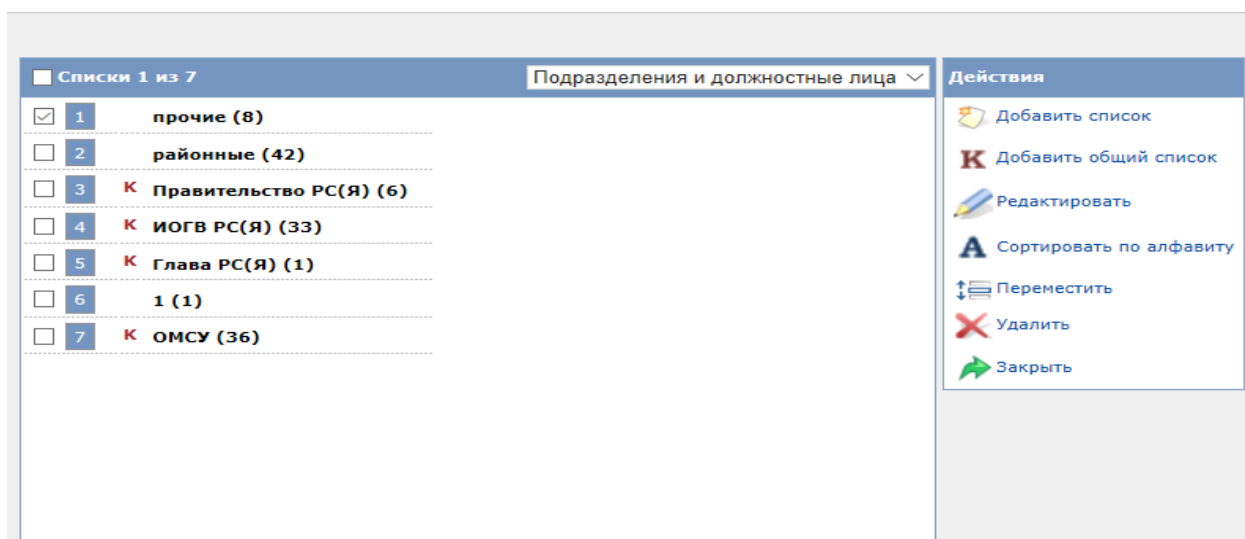 Списки 1 из 7
Подразделения и должностные лица
1 прочие (8)
2 районные (42)
3 К Правительство РС(Я) (6)
4 К ИОГВ РС(Я) (33)
5 К Глава РС(Я) (1)
6 1 (1)
7 К ОМСУ (36)
Действия
Добавить список
К Добавить общий список
Редактировать
А Сортировать по алфавиту
Переместить
Удалить
Закрыть